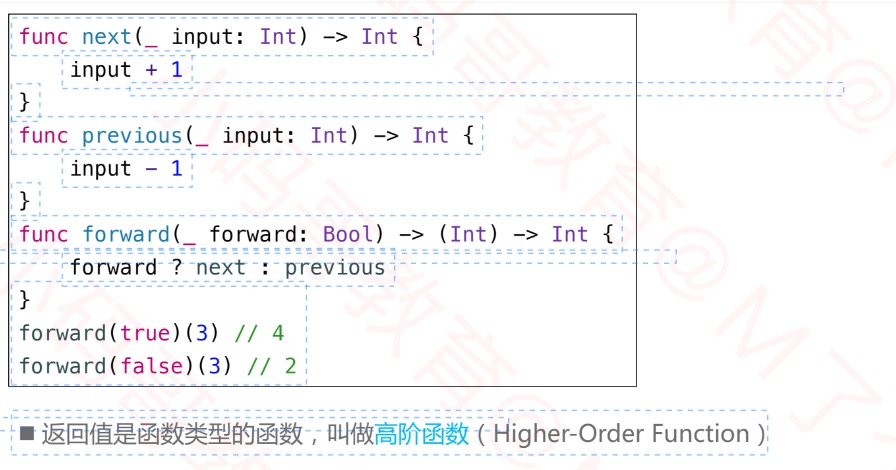 func next(_ input: Int) -> Int {
    input + 1
}
func previous(_ input: Int) -> Int {
    input - 1
}
func forward(_ forward: Bool) -> (Int) -> Int {
    forward ? next : previous
}
forward(true)(3) // 4
forward(false)(3) // 2
■ 返回值是函数类型的函数，叫做高阶函数（Higher-Order Function）